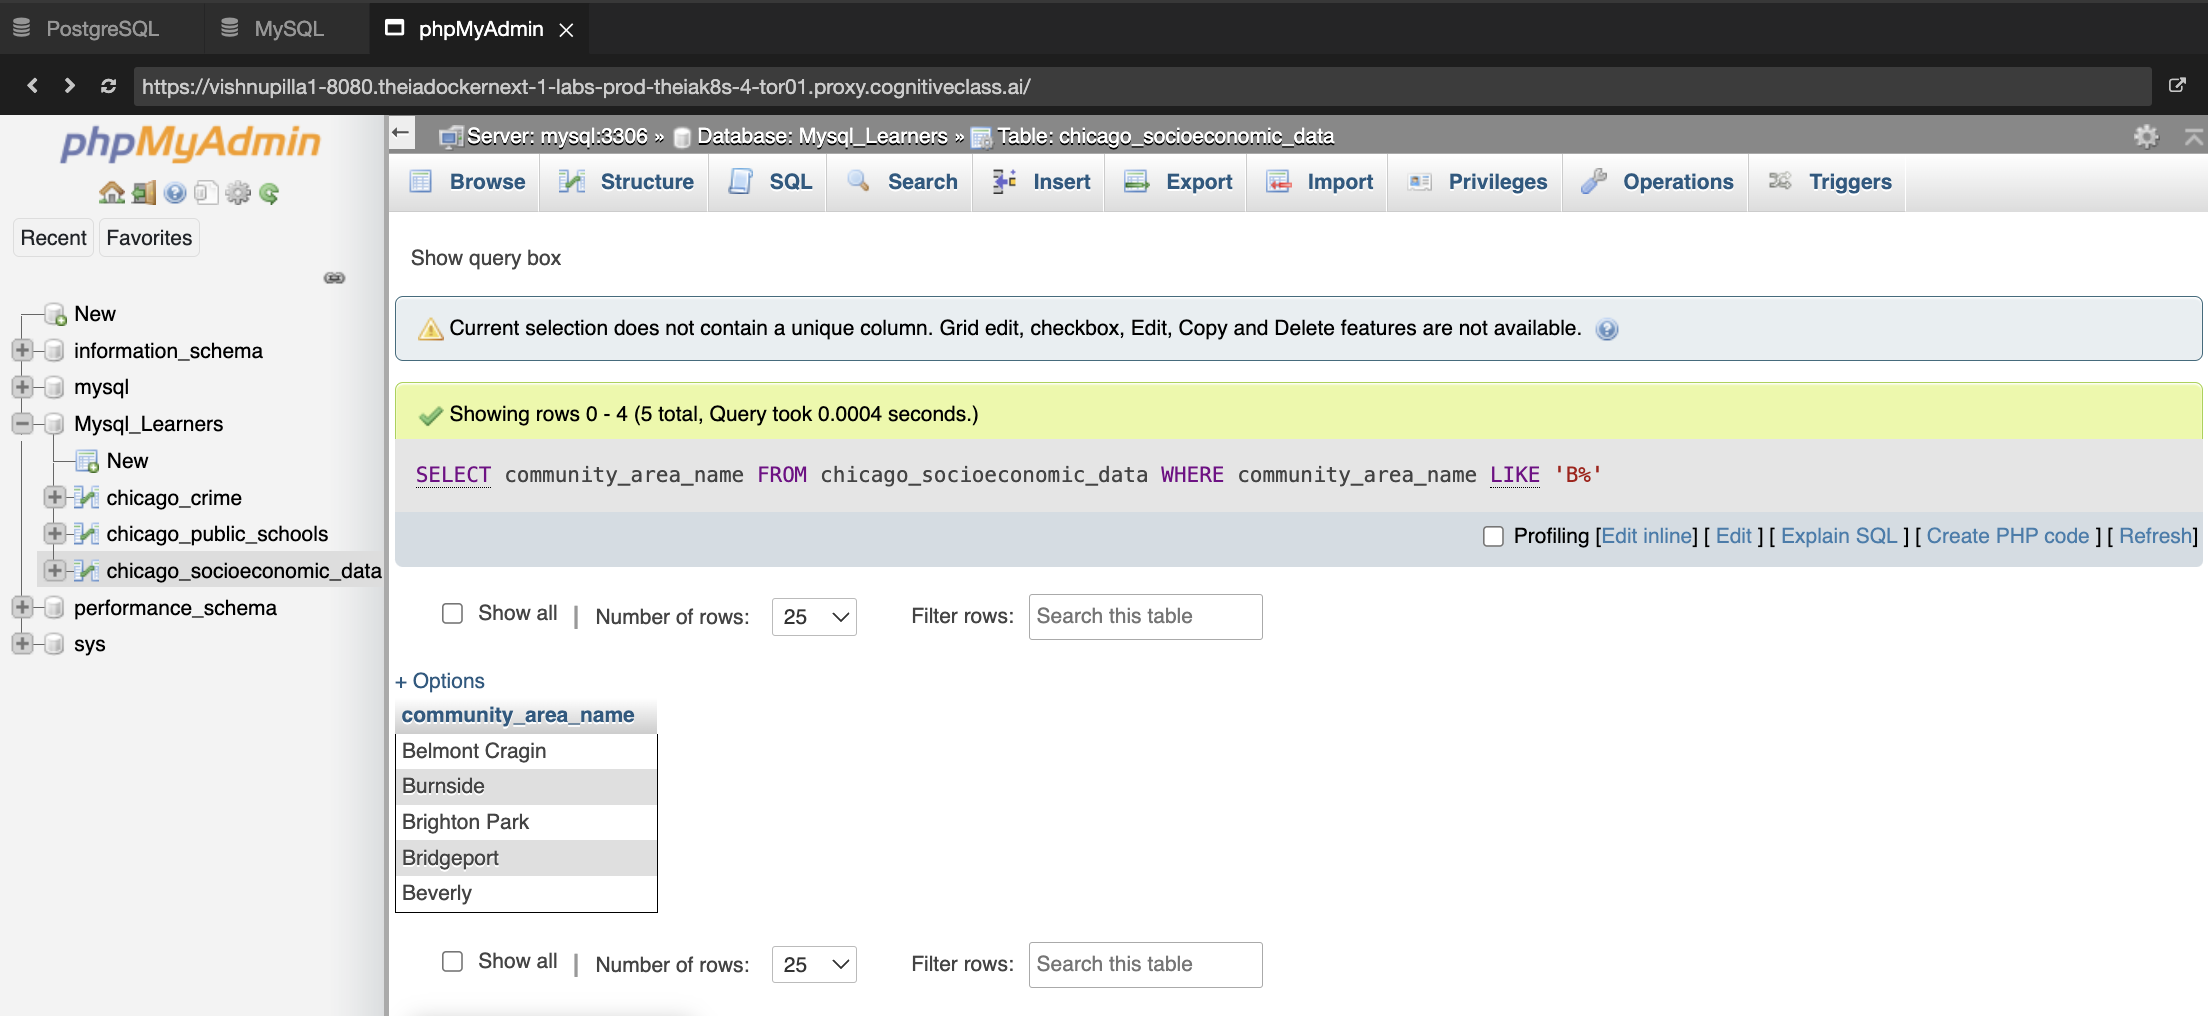 PostgreSQL MySQL phpMyAdmin
https://vishnupilla1-8080.theiadockernext-1-labs-prod-theiak8s-4-tor01.proxy.cognitiveclass.ai/
phpMyAdmin
Recent Favorites
New
information_schema
mysql
Mysql_Learners
New
chicago_crime
chicago_public_schools
chicago_socioeconomic_data
performance_schema
sys
Server: mysql:3306 » Database: Mysql_Learners » Table: chicago_socioeconomic_data
Browse Structure SQL Search Insert Export Import Privileges Operations Triggers
Show query box
Current selection does not contain a unique column. Grid edit, checkbox, Edit, Copy and Delete features are not available.
Showing rows 0 - 4 (5 total, Query took 0.0004 seconds.)
SELECT community_area_name FROM chicago_socioeconomic_data WHERE community_area_name LIKE 'B%'
Profiling [Edit inline] [ Edit ] [ Explain SQL ] [ Create PHP code ] [ Refresh]
Show all | Number of rows: 25 Filter rows: Search this table
+ Options
community_area_name
Belmont Cragin
Burnside
Brighton Park
Bridgeport
Beverly
Show all | Number of rows: 25 Filter rows: Search this table